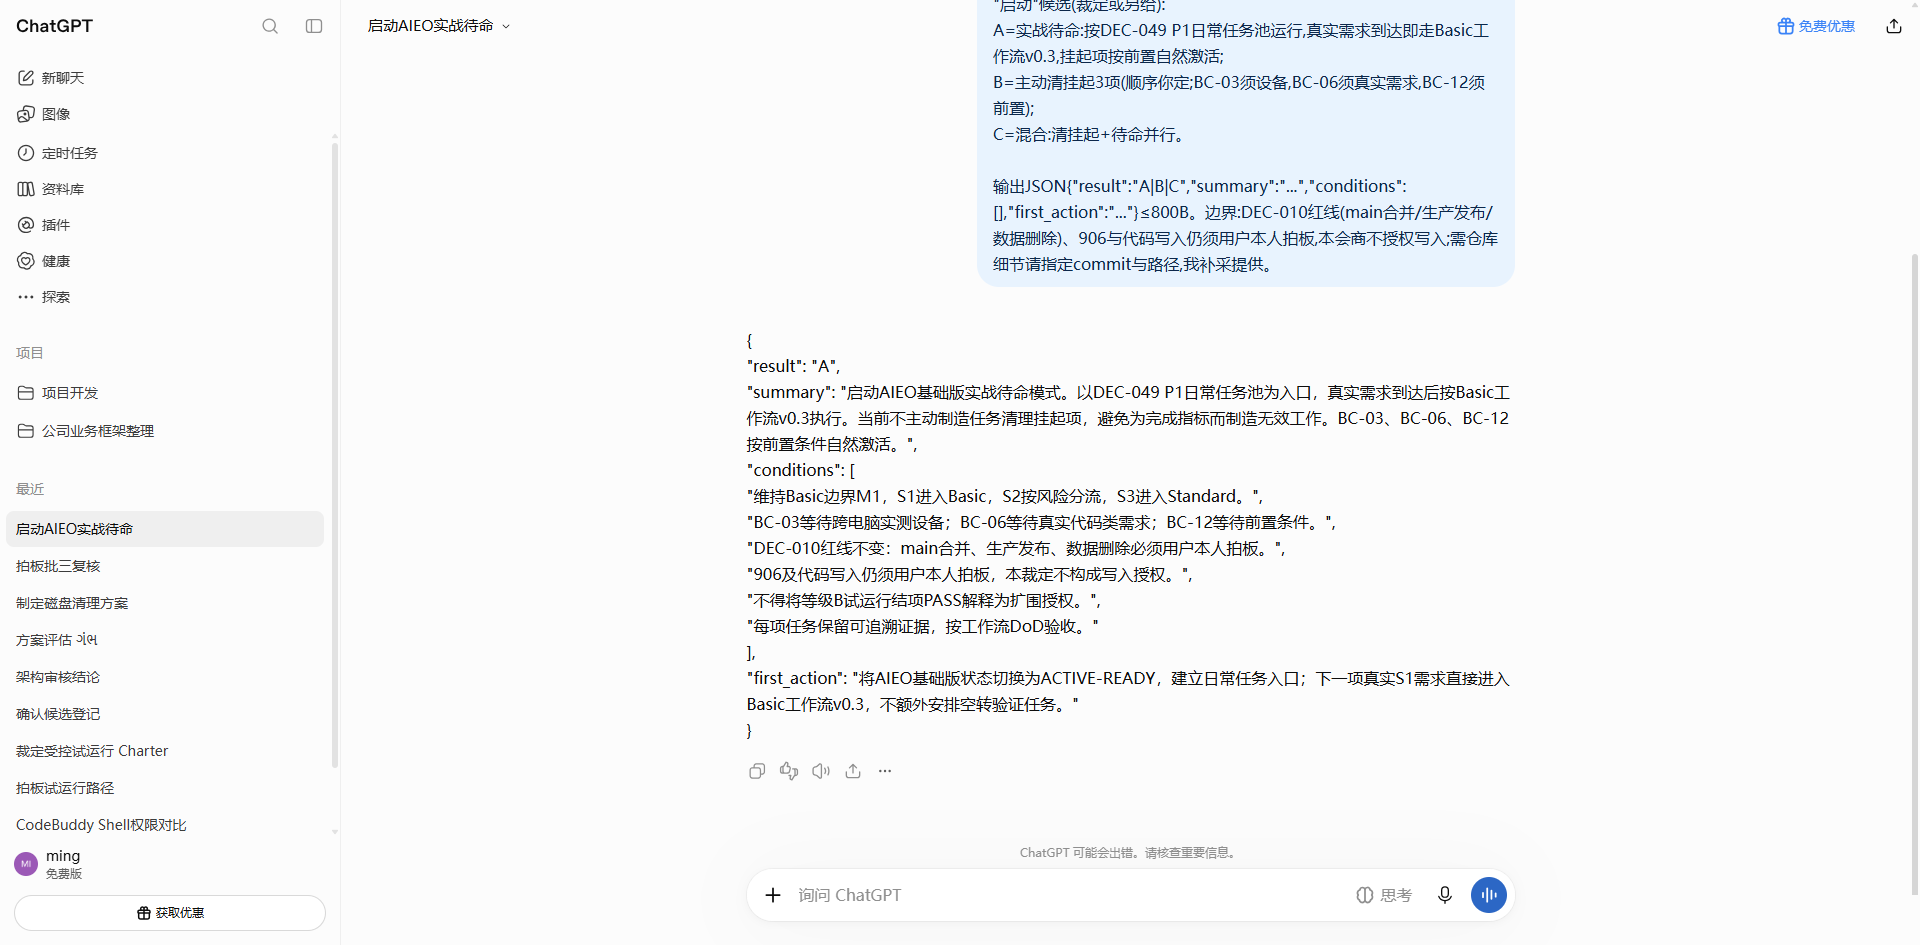 ChatGPT
新聊天
图像
定时任务
资料库
插件
健康
探索
项目
项目开发
公司业务框架整理
最近
启动AIEO实战待命
拍板批三复核
制定磁盘清理方案
方案评估
架构审核结论
确认候选登记
裁定受控试运行 Charter
拍板试运行路径
CodeBuddy Shell权限对比
MI
ming
免费版
获取优惠
启动AIEO实战待命
免费优惠
"启动"候选(裁定或另给):
A=实战待命:按DEC-049 P1日常任务池运行,真实需求到达即走Basic工
作流v0.3,挂起项按前置自然激活;
B=主动清挂起3项(顺序你定;BC-03须设备,BC-06须真实需求,BC-12须
前置);
C=混合:清挂起+待命并行。
输出JSON{"result":"A|B|C","summary":"...","conditions":
[],"first_action":"..."}≤800B。边界:DEC-010红线(main合并/生产发布/
数据删除)、906与代码写入仍须用户本人拍板,本会商不授权写入;需仓库
细节请指定commit与路径,我补采提供。
{
"result": "A",
"summary": "启动AIEO基础版实战待命模式。以DEC-049 P1日常任务池为入口，真实需求到达后按Basic工
作流v0.3执行。当前不主动制造任务清理挂起项，避免为完成指标而制造无效工作。BC-03、BC-06、BC-12
按前置条件自然激活。",
"conditions": [
"维持Basic边界M1，S1进入Basic，S2按风险分流，S3进入Standard。",
"BC-03等待跨电脑实测设备；BC-06等待真实代码类需求；BC-12等待前置条件。",
"DEC-010红线不变：main合并、生产发布、数据删除必须用户本人拍板。",
"906及代码写入仍须用户本人拍板，本裁定不构成写入授权。",
"不得将等级B试运行结项PASS解释为扩围授权。",
"每项任务保留可追溯证据，按工作流DoD验收。"
],
"first_action": "将AIEO基础版状态切换为ACTIVE-READY，建立日常任务入口；下一项真实S1需求直接进入
Basic工作流v0.3，不额外安排空转验证任务。"
}
ChatGPT 可能会出错。请核查重要信息。
询问 ChatGPT
思考